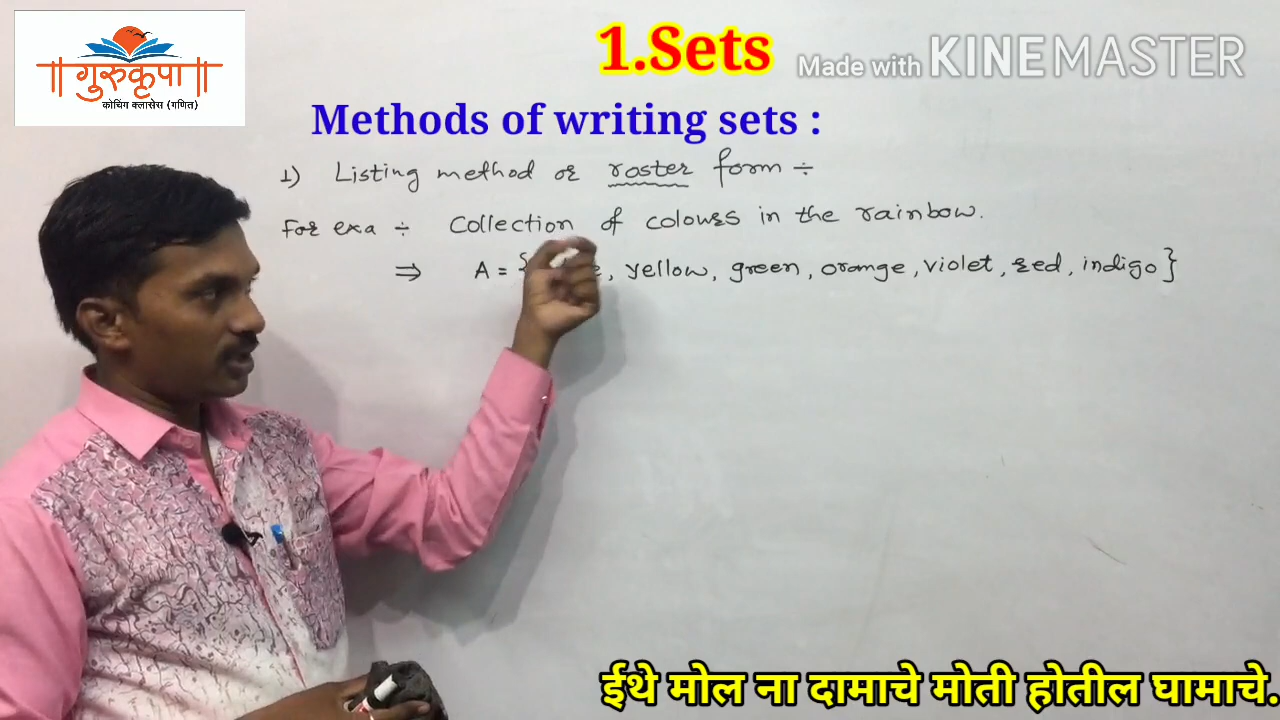 || गुरुकृपा ||
कोचिंग क्लासेस (गणित)
1.Sets
Made with KINEMASTER
Methods of writing sets :
1) Listing method or roster form ÷
For exa ÷ Collection of colours in the rainbow.
⇒ A = { , yellow, green, orange, violet, red, indigo }
ईथे मोल ना दामाचे मोती होतील घामाचे.